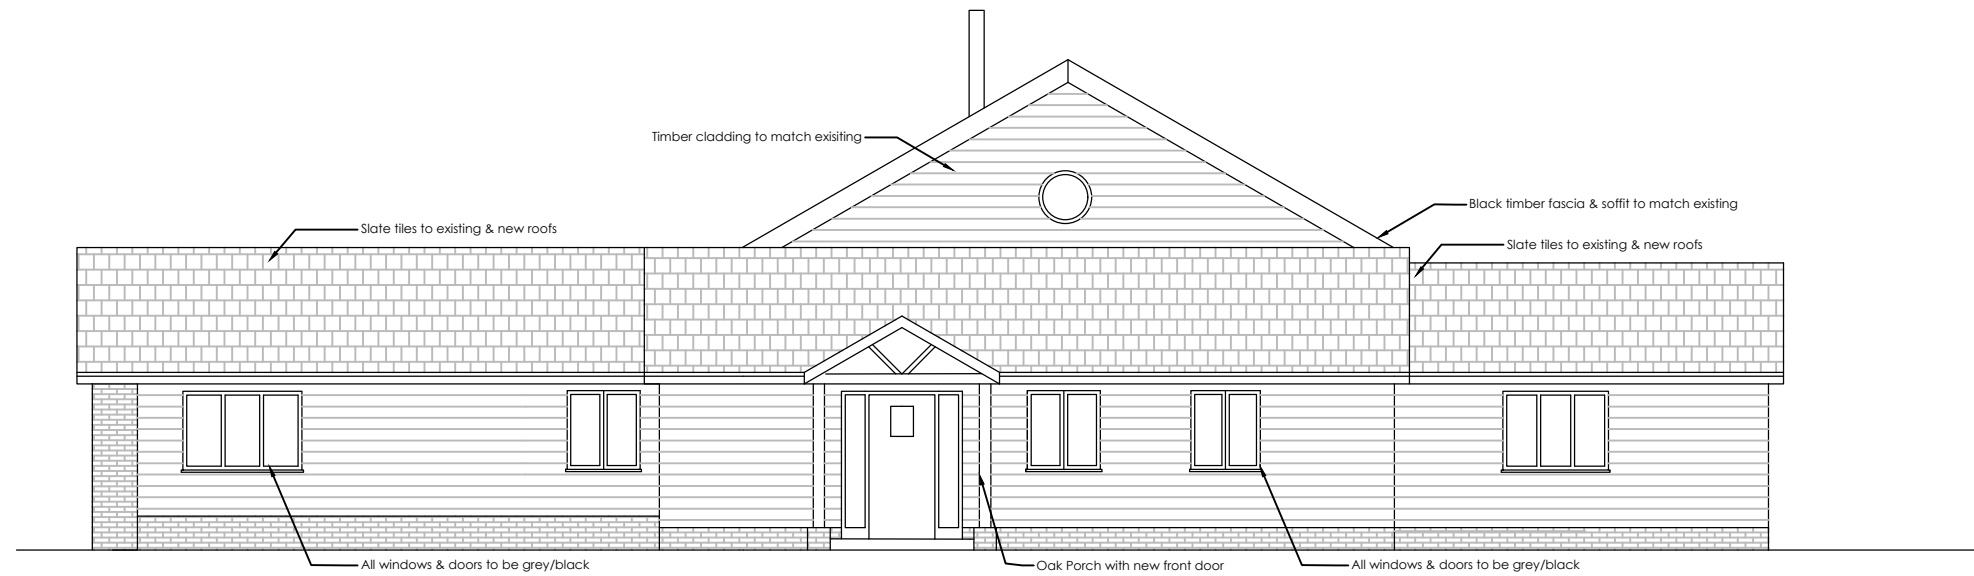 Timber cladding to match exisiting
Black timber fascia & soffit to match existing
Slate tiles to existing & new roofs
Slate tiles to existing & new roofs
All windows & doors to be grey/black
Oak Porch with new front door
All windows & doors to be grey/black